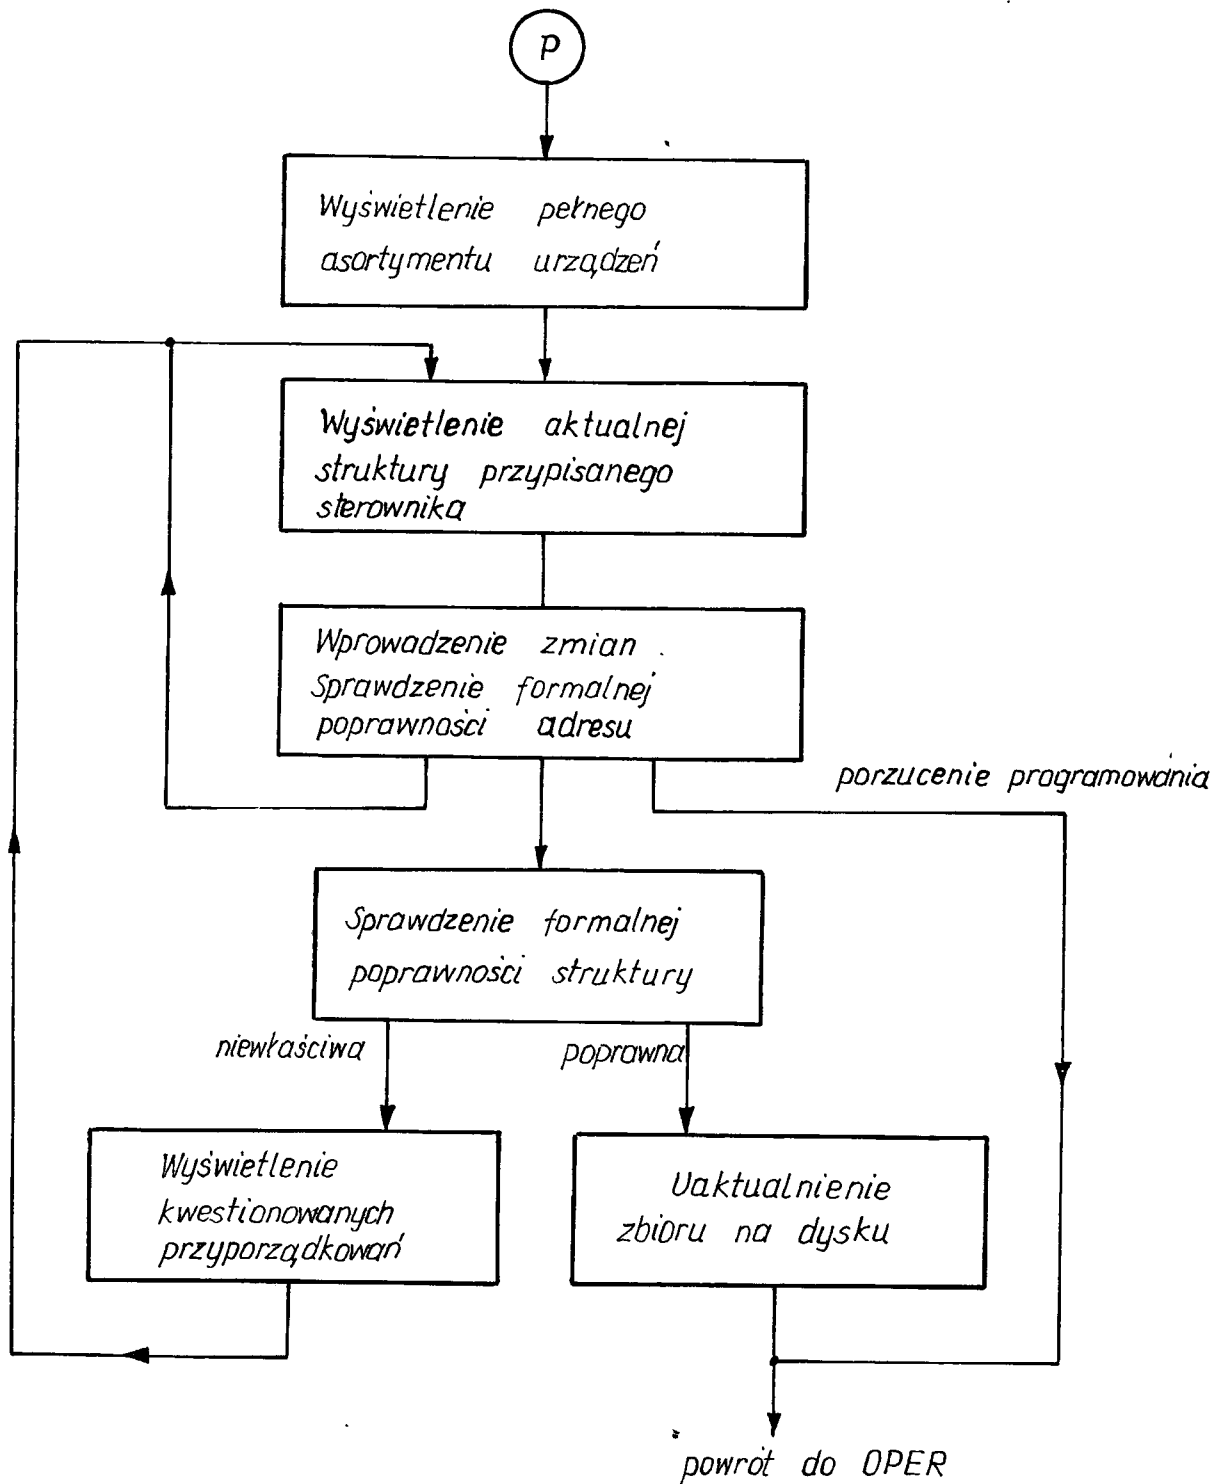 P
Wyświetlenie pełnego
asortymentu urządzeń
Wyświetlenie aktualnej
struktury przypisanego
sterownika
Wprowadzenie zmian.
Sprawdzenie formalnej
poprawności adresu
porzucenie programowania
Sprawdzenie formalnej
poprawności struktury
niewłaściwa
poprawna
Wyświetlenie
kwestionowanych
przyporządkowań
Uaktualnienie
zbioru na dysku
powrót do OPER